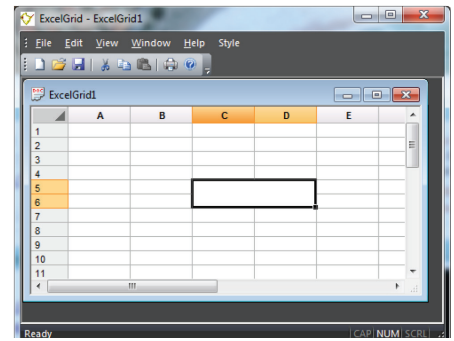 ExcelGrid - ExcelGrid1
File Edit View Window Help Style
ExcelGrid1
A B C D E
1
2
3
4
5
6
7
8
9
10
11
Ready CAP NUM SCRL